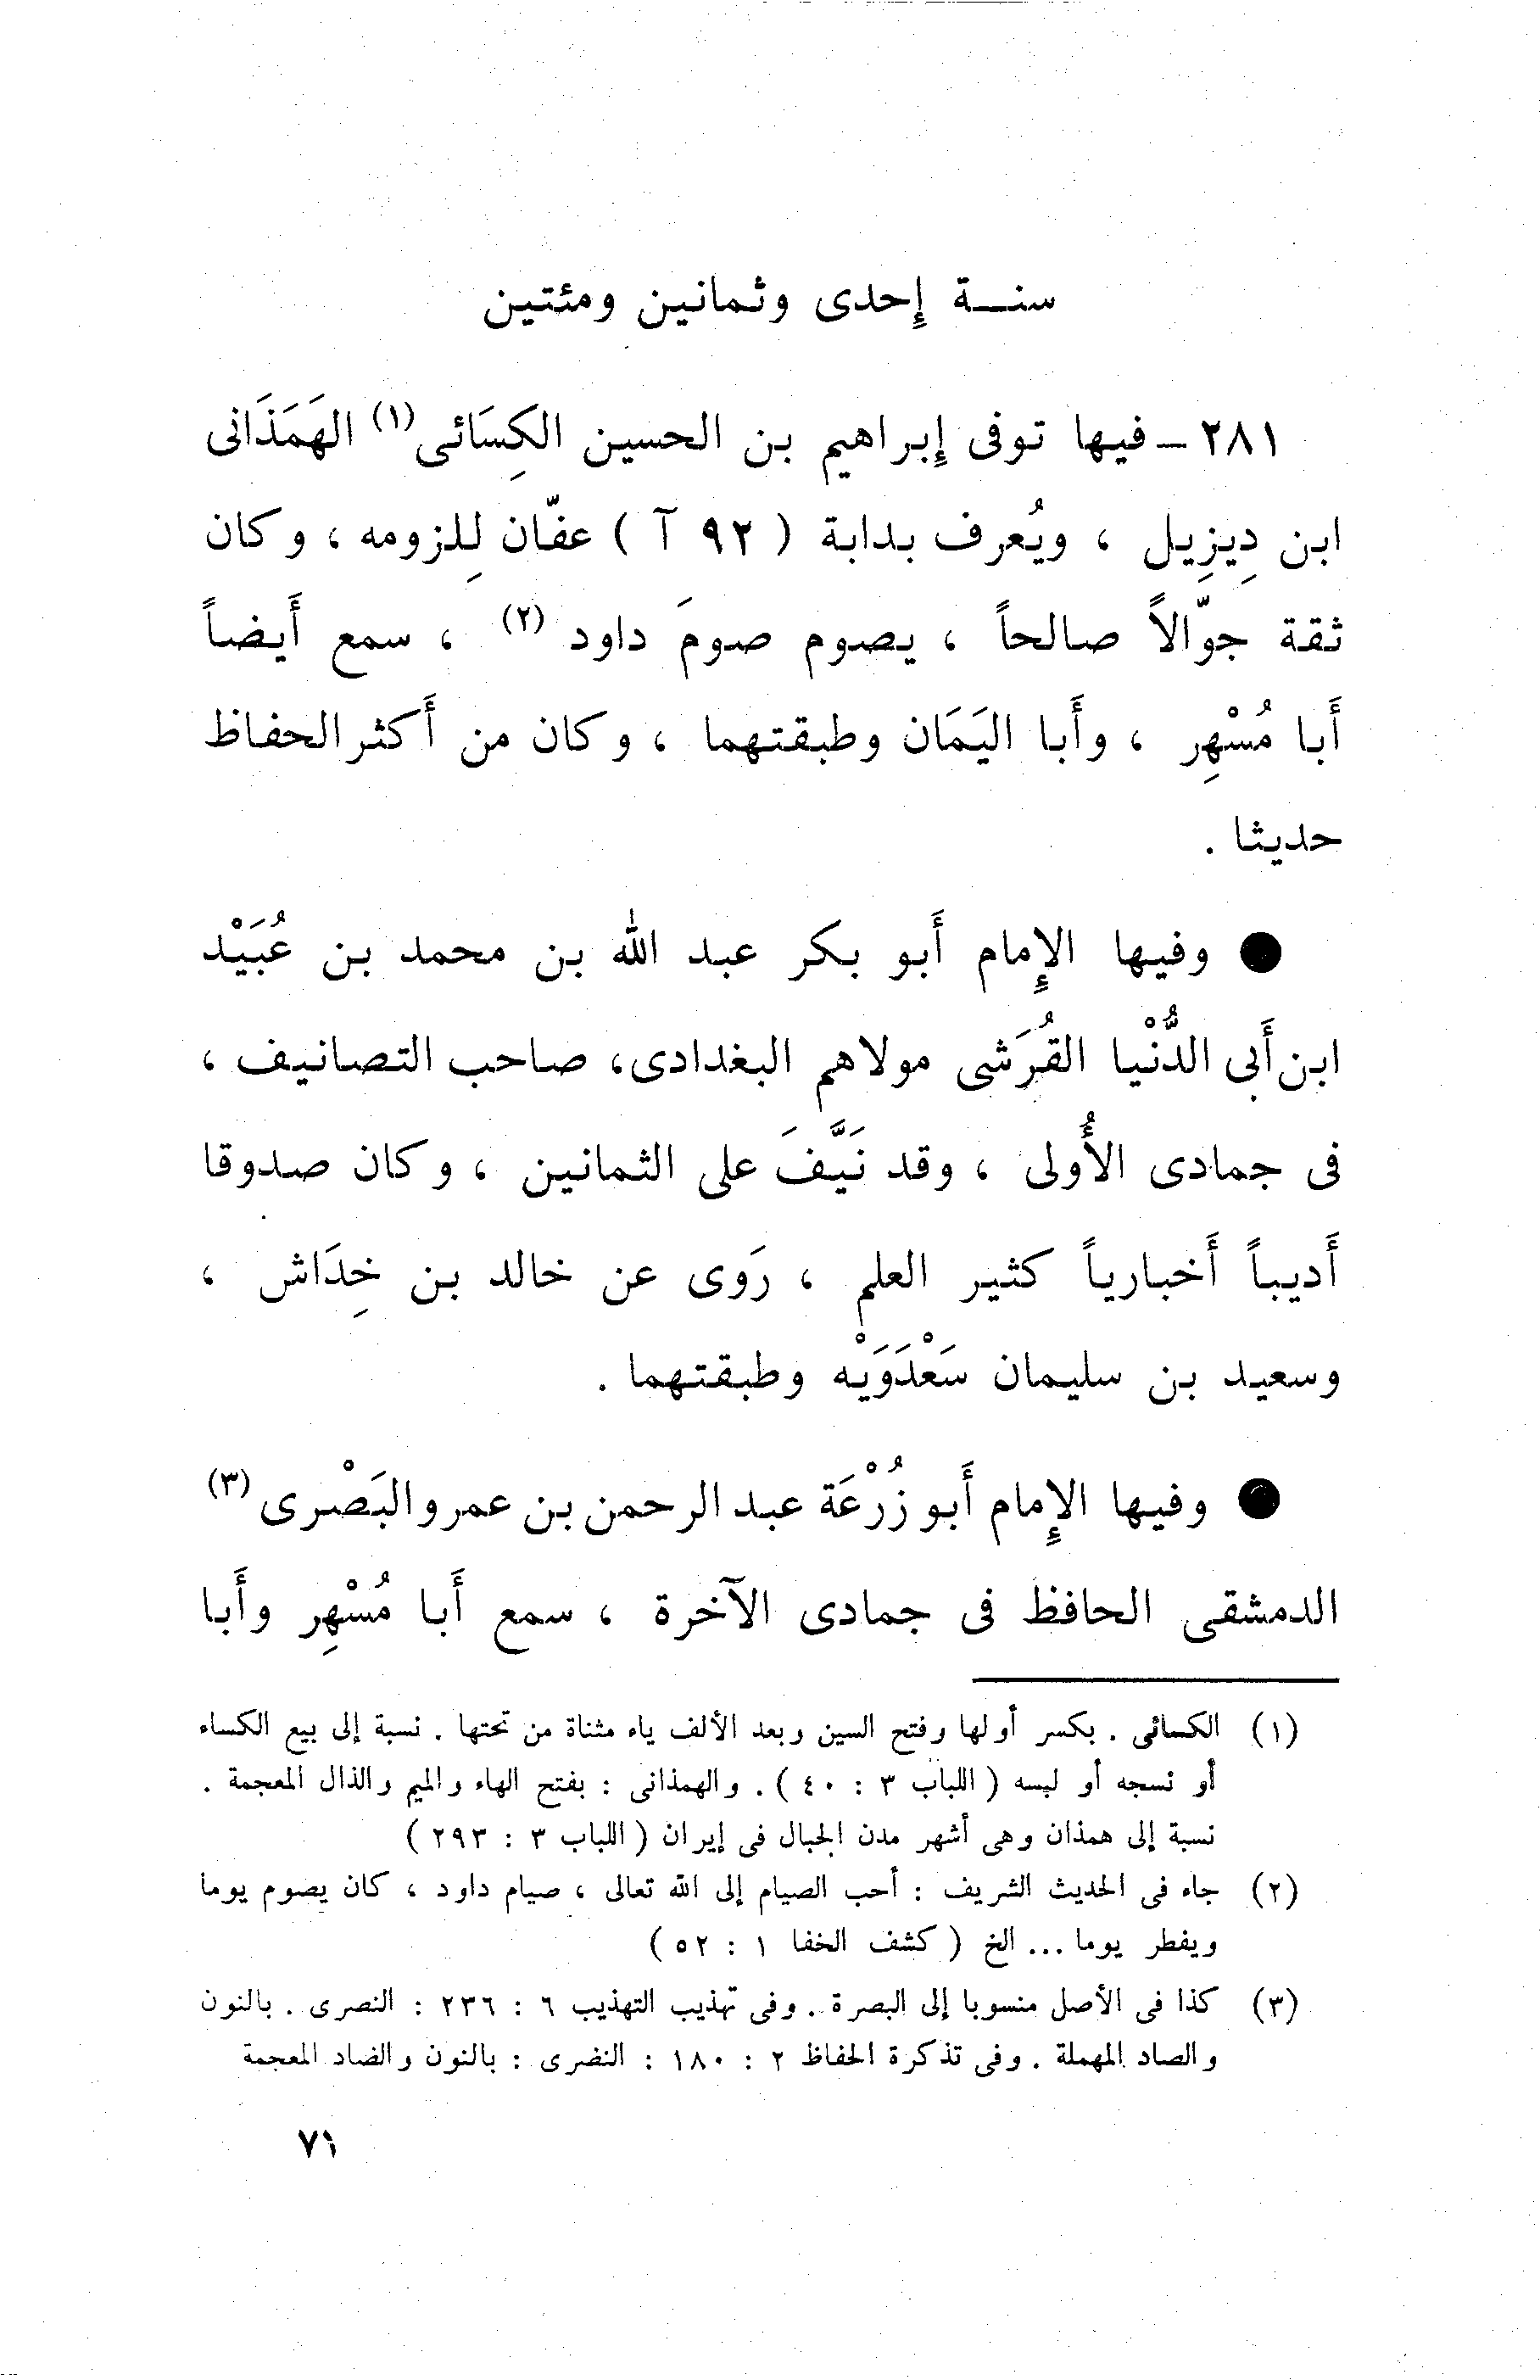 سنــة إحدى وثمانين ومئتين
٢٨١ ــ فيها توفى إبراهيم بن الحسين الكِسَائى(١) الهَمَذَانى
ابن دِيزِيل ، ويُعرف بدابة ( ٩٢ آ ) عفّان لِلزومه ، وكان
ثقة جوّالاً صالحاً ، يصوم صومَ داود (٢) ، سمع أَيضاً
أَبا مُسْهِر ، وأَبا اليَمَان وطبقتهما ، وكان من أَكثر الحفاظ
حديثا .
● وفيها الإِمام أَبو بكر عبد الله بن محمد بن عُبَيْد
ابن أَبى الدُّنْيا القُرَشى مولاهم البغدادى، صاحب التصانيف ،
فى جمادى الأُولى ، وقد نَيَّفَ على الثمانين ، وكان صدوقا
أَديباً أَخبارياً كثير العلم ، رَوى عن خالد بن خِدَاش ،
وسعيد بن سليمان سَعْدَوَيْه وطبقتهما .
● وفيها الإِمام أَبو زُرْعَة عبد الرحمن بن عمرو البَصْرى (٣)
الدمشقى الحافظ فى جمادى الآخرة ، سمع أَبا مُسْهِر وأَبا
(١) الكسائى . بكسر أولها وفتح السين وبعد الألف ياء مثناة من تحتها . نسبة إلى بيع الكساء
أو نسجه أو لبسه ( اللباب ٣ : ٤٠ ) . والهمذانى : بفتح الهاء والميم والذال المعجمة .
نسبة إلى همذان وهى أشهر مدن الجبال فى إيران ( اللباب ٣ : ٢٩٣ )
(٢) جاء فى الحديث الشريف : أحب الصيام إلى الله تعالى ، صيام داود ، كان يصوم يوما
ويفطر يوما ... الخ ( كشف الخفا ١ : ٥٢ )
(٣) كذا فى الأصل منسوبا إلى البصرة . وفى تهذيب التهذيب ٦ : ٢٣٦ : النصرى . بالنون
والصاد المهملة . وفى تذكرة الحفاظ ٢ : ١٨٠ : النضرى : بالنون والضاد المعجمة
٧١